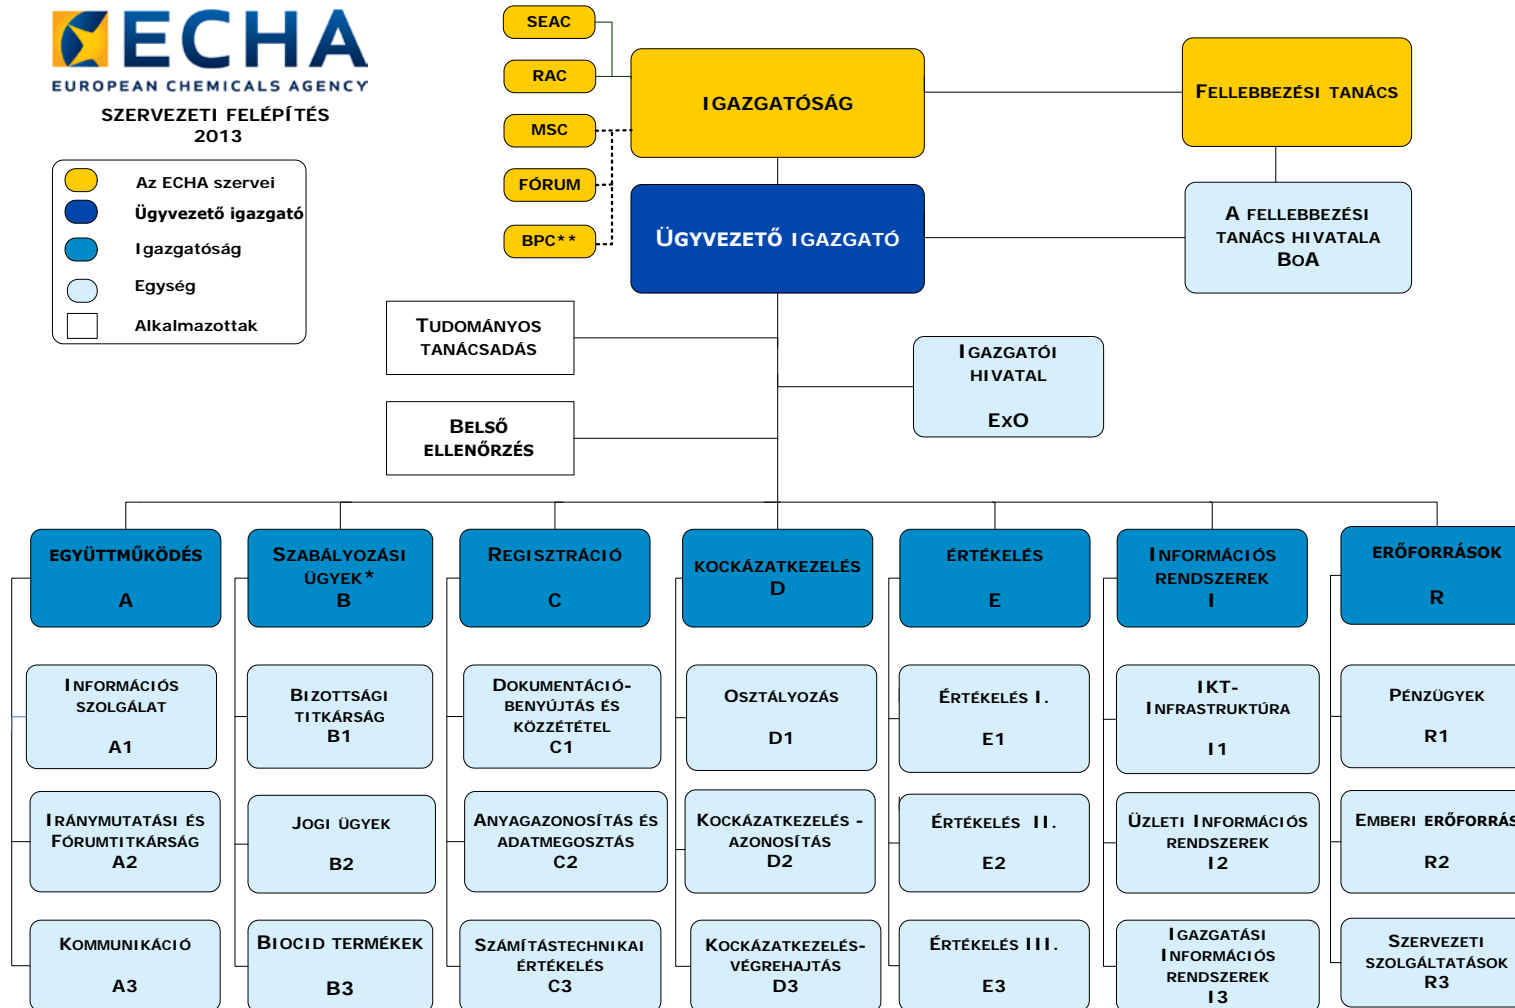 ECHA
EUROPEAN CHEMICALS AGENCY
SZERVEZETI FELÉPÍTÉS
2013
Az ECHA szervei
Ügyvezető igazgató
Igazgatóság
Egység
Alkalmazottak
SEAC
RAC
MSC
FÓRUM
BPC**
IGAZGATÓSÁG
FELLEBBEZÉSI TANÁCS
ÜGYVEZETŐ IGAZGATÓ
A FELLEBBEZÉSI
TANÁCS HIVATALA
BOA
TUDOMÁNYOS
TANÁCSADÁS
IGAZGATÓI
HIVATAL
EXO
BELSŐ
ELLENŐRZÉS
EGYÜTTMŰKÖDÉS
A
SZABÁLYOZÁSI
ÜGYEK*
B
REGISZTRÁCIÓ
C
KOCKÁZATKEZELÉS
D
ÉRTÉKELÉS
E
INFORMÁCIÓS
RENDSZEREK
I
ERŐFORRÁSOK
R
INFORMÁCIÓS
SZOLGÁLAT
A1
BIZOTTSÁGI
TITKÁRSÁG
B1
DOKUMENTÁCIÓ-
BENYÚJTÁS ÉS
KÖZZÉTÉTEL
C1
OSZTÁLYOZÁS
D1
ÉRTÉKELÉS I.
E1
IKT-
INFRASTRUKTÚRA
I1
PÉNZÜGYEK
R1
IRÁNYMUTATÁSI ÉS
FÓRUMTITKÁRSÁG
A2
JOGI ÜGYEK
B2
ANYAGAZONOSÍTÁS ÉS
ADATMEGOSZTÁS
C2
KOCKÁZATKEZELÉS -
AZONOSÍTÁS
D2
ÉRTÉKELÉS II.
E2
ÜZLETI INFORMÁCIÓS
RENDSZEREK
I2
EMBERI ERŐFORRÁS
R2
KOMMUNIKÁCIÓ
A3
BIOCID TERMÉKEK
B3
SZÁMÍTÁSTECHNIKAI
ÉRTÉKELÉS
C3
KOCKÁZATKEZELÉS-
VÉGREHAJTÁS
D3
ÉRTÉKELÉS III.
E3
IGAZGATÁSI
INFORMÁCIÓS
RENDSZEREK
I3
SZERVEZETI
SZOLGÁLTATÁSOK
R3